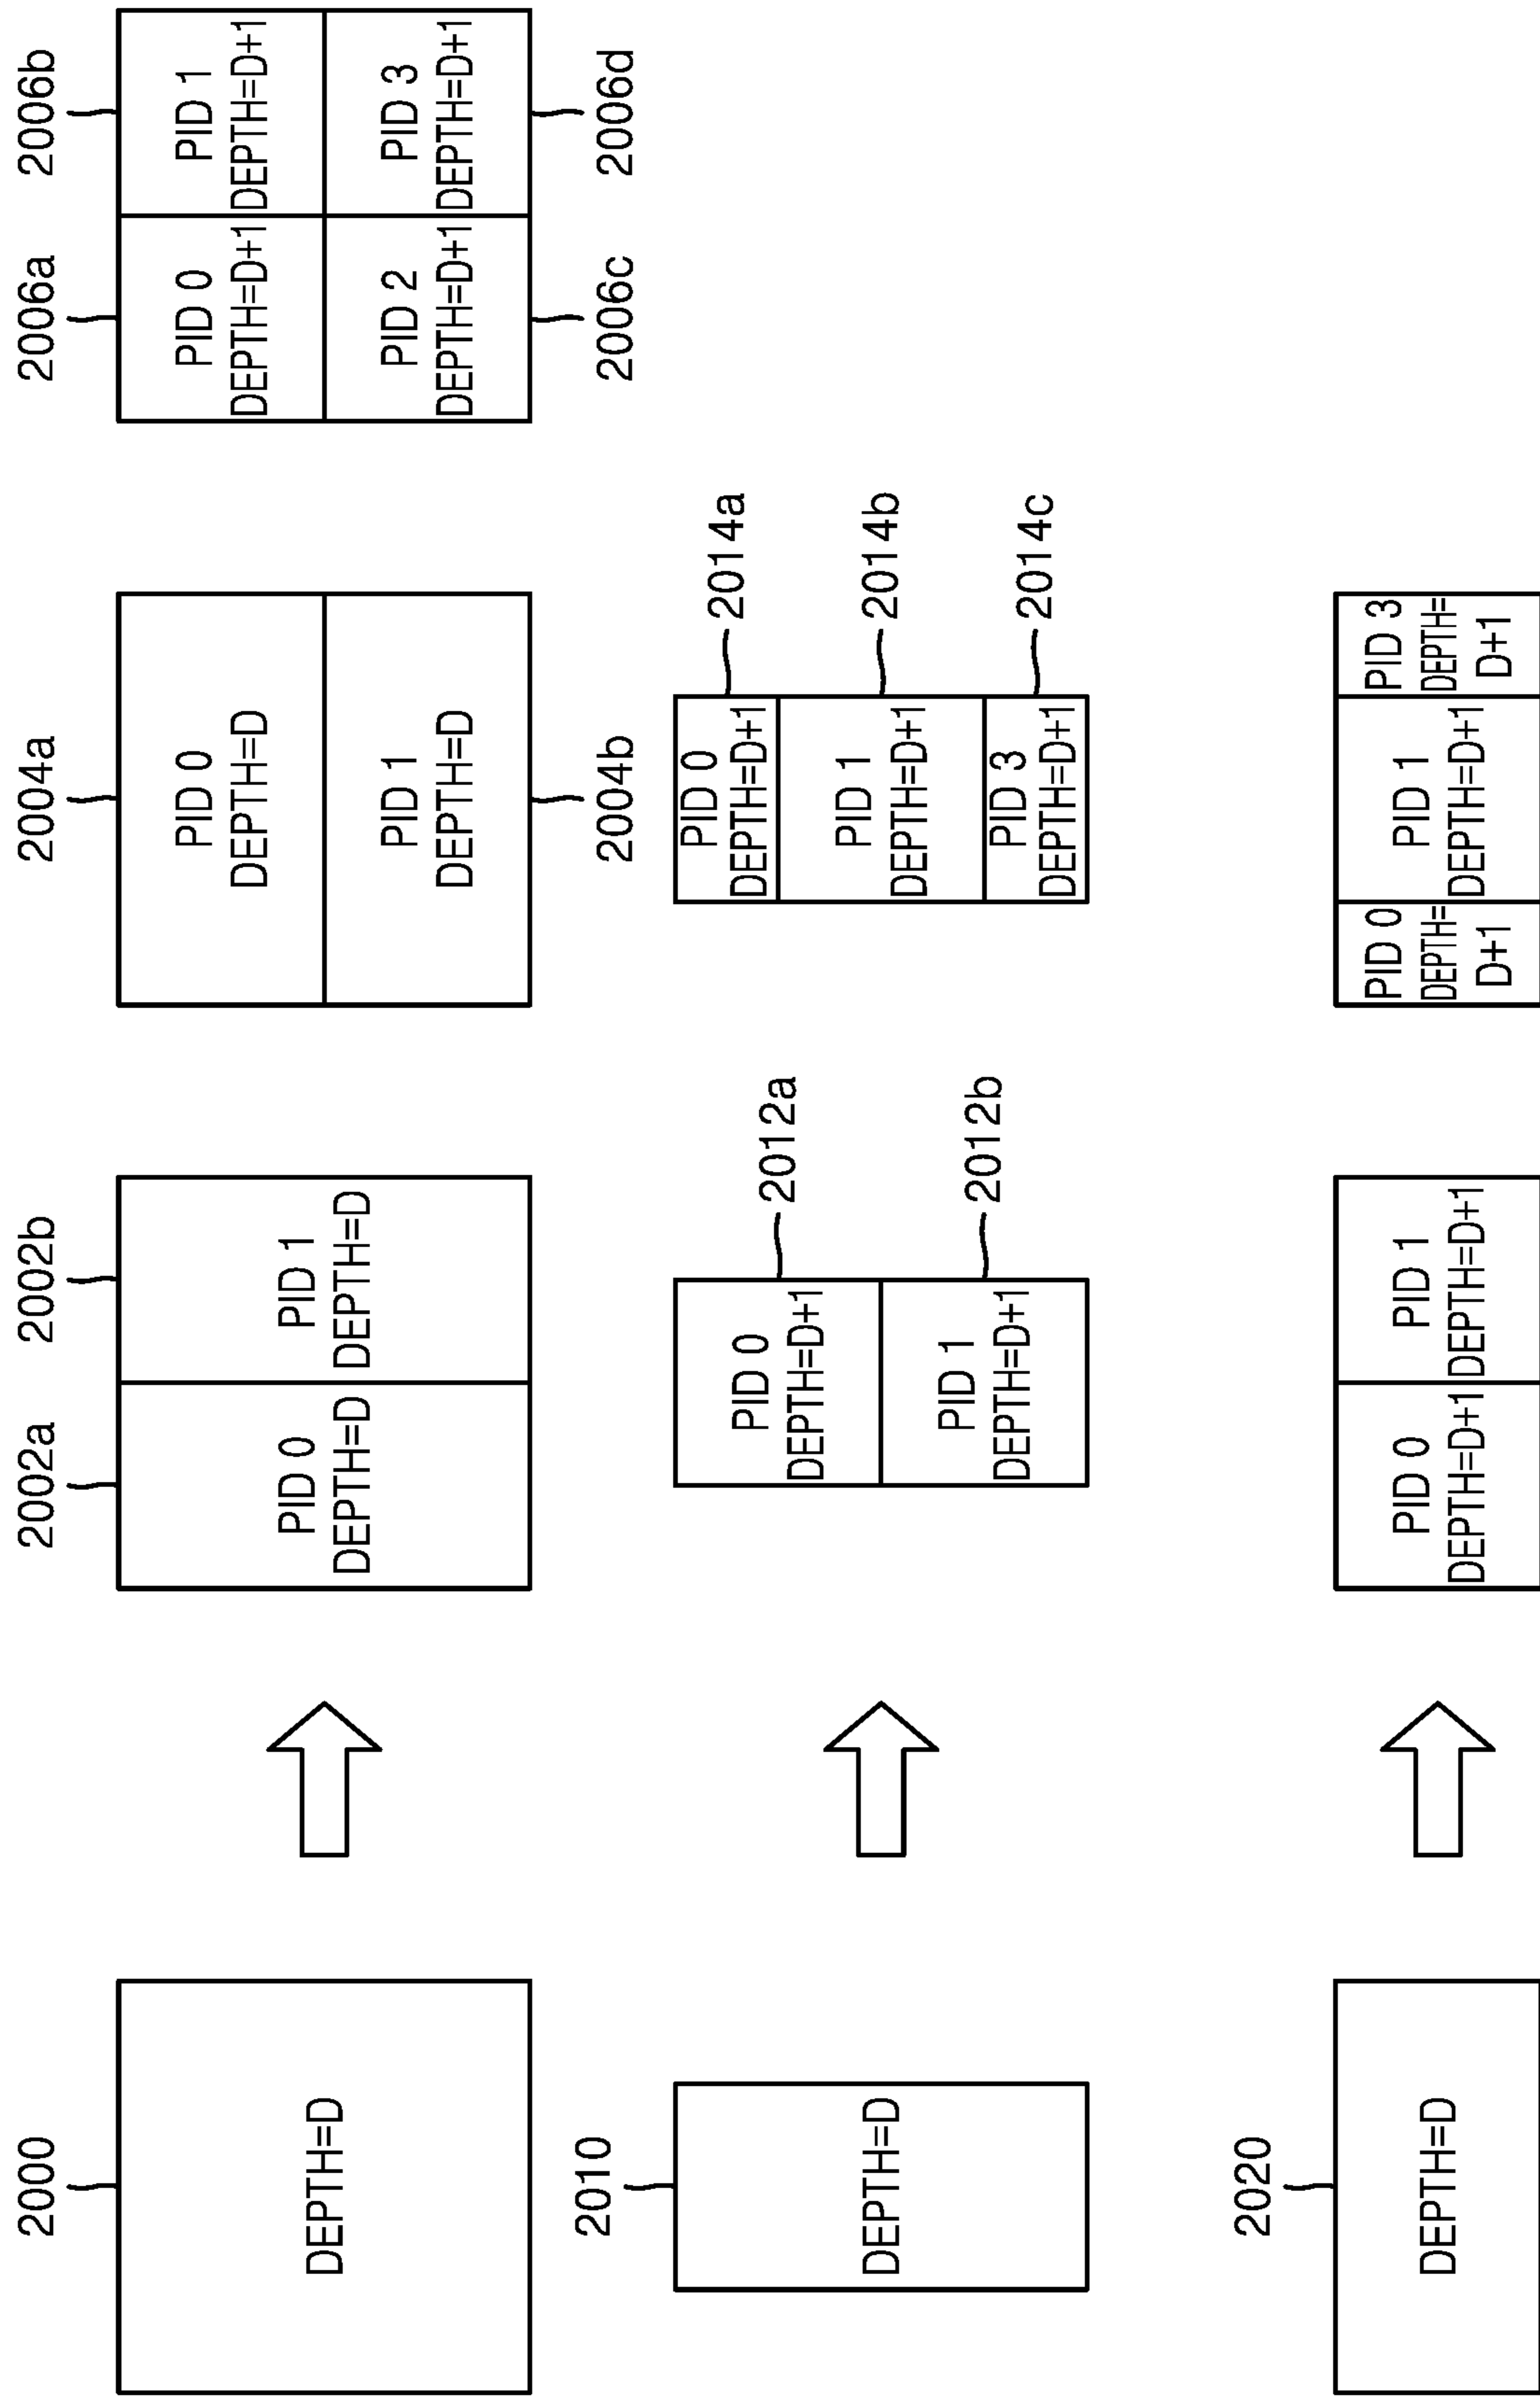 2000
DEPTH=D
2002a
2002b
PID 0
DEPTH=D
PID 1
DEPTH=D
2004a
PID 0
DEPTH=D
PID 1
DEPTH=D
2004b
2006a
2006b
PID 0
DEPTH=D+1
PID 1
DEPTH=D+1
PID 2
DEPTH=D+1
PID 3
DEPTH=D+1
2006c
2006d
2010
DEPTH=D
PID 0
DEPTH=D+1
2012a
PID 1
DEPTH=D+1
2012b
PID 0
DEPTH=D+1
2014a
PID 1
DEPTH=D+1
2014b
PID 3
DEPTH=D+1
2014c
2020
DEPTH=D
PID 0
DEPTH=D+1
PID 1
DEPTH=D+1
PID 0
DEPTH=
D+1
PID 1
DEPTH=D+1
PID 3
DEPTH=
D+1